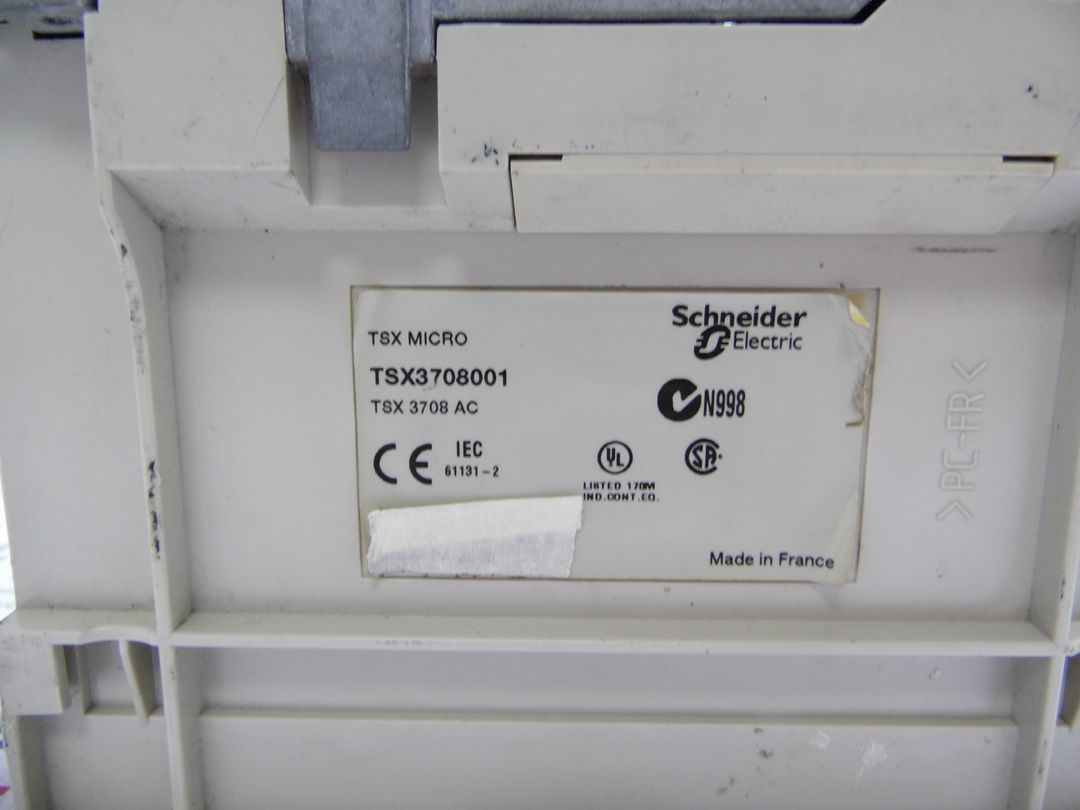 TSX MICRO
TSX3708001
TSX 3708 AC
Schneider
Electric
N998
CE
IEC
61131-2
UL
LISTED 170M
IND.CONT.EQ.
SA
Made in France
>PC-FR<